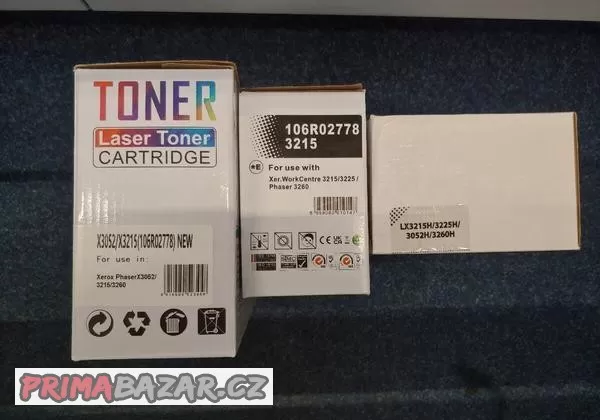 TONER
Laser Toner
CARTRIDGE
X3052/X3215(106R02778) NEW
For use in:
Xerox PhaserX3052/
3215/3260
106R02778
3215
For use with
Xer.WorkCentre 3215/3225 /
Phaser 3260
LX3215H/3225H/
3052H/3260H
PRIMABAZAR.CZ